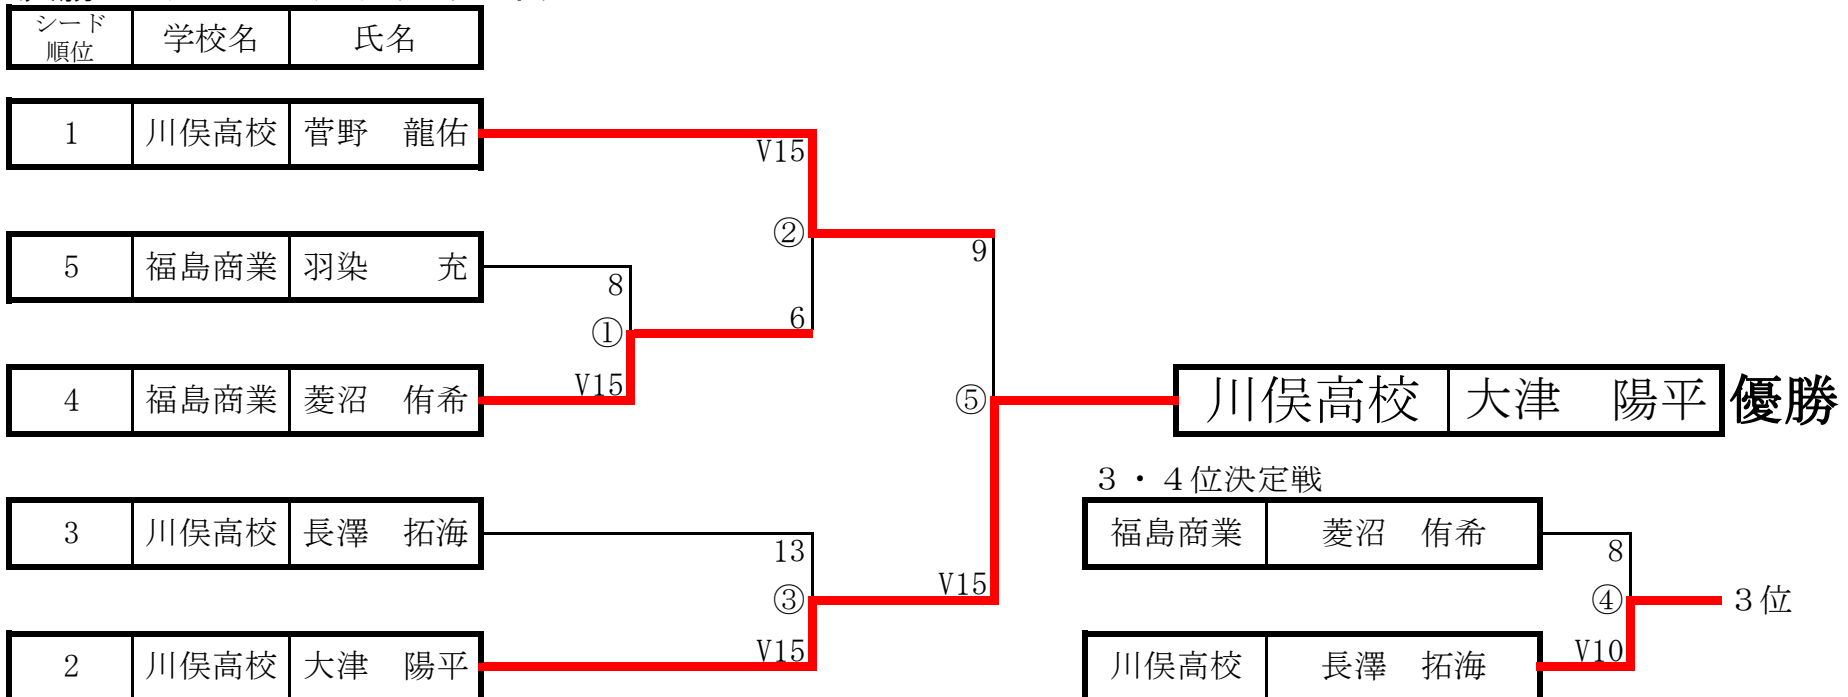 シード
順位 学校名 氏名
1 川俣高校 菅野 龍佑
V15
②
9
5 福島商業 羽染 充
8
①
6
4 福島商業 菱沼 侑希
V15
⑤
川俣高校 大津 陽平 優勝
3・4位決定戦
3 川俣高校 長澤 拓海
13
③
V15
2 川俣高校 大津 陽平
V15
福島商業 菱沼 侑希
8
④
3位
川俣高校 長澤 拓海
V10